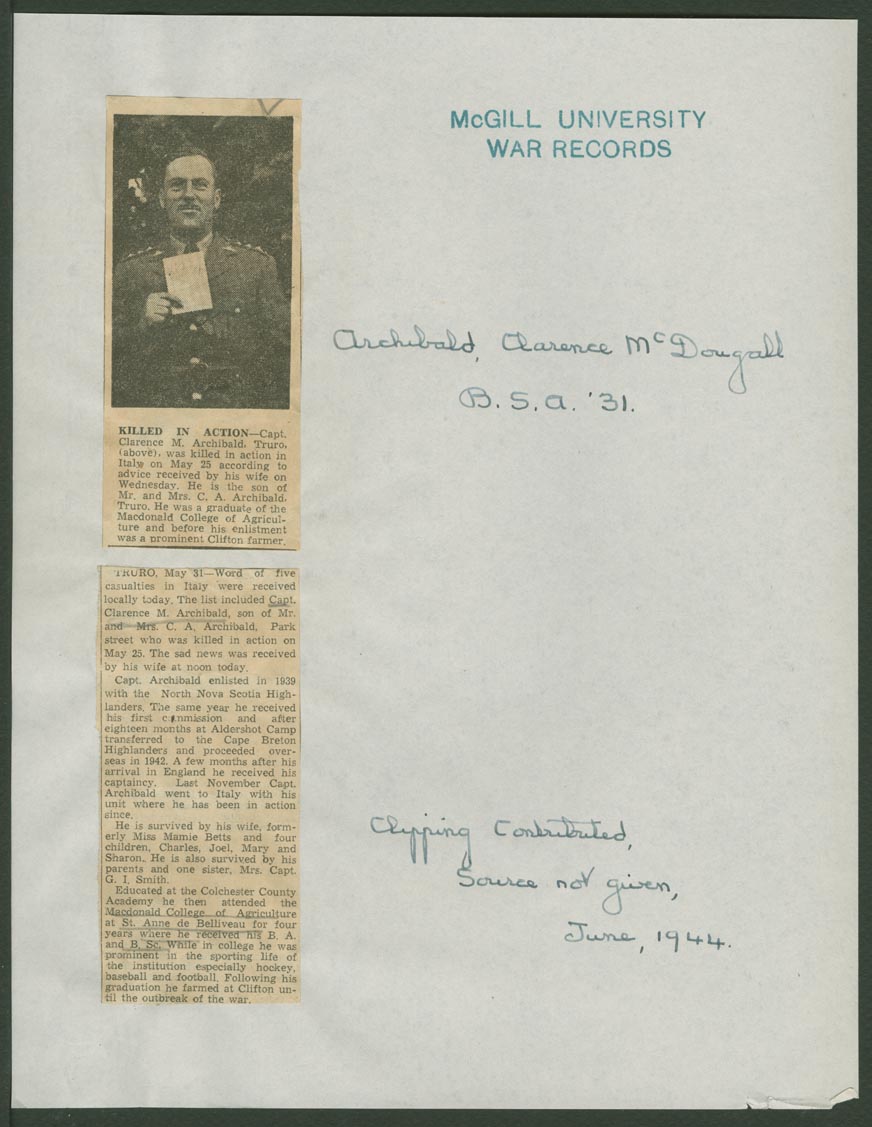 McGILL UNIVERSITY
WAR RECORDS
Archibald, Clarence McDougall
B.S.A. '31.
KILLED IN ACTION—Capt.
Clarence M. Archibald, Truro,
(above), was killed in action in
Italy on May 25 according to
advice received by his wife on
Wednesday. He is the son of
Mr. and Mrs. C. A. Archibald,
Truro. He was a graduate of the
Macdonald College of Agricul-
ture and before his enlistment
was a prominent Clifton farmer.
TRURO, May 31—Word of five
casualties in Italy were received
locally today. The list included Capt.
Clarence M. Archibald, son of Mr.
and Mrs. C. A. Archibald, Park
street who was killed in action on
May 25. The sad news was received
by his wife at noon today.
Capt. Archibald enlisted in 1939
with the North Nova Scotia High-
landers. The same year he received
his first commission and after
eighteen months at Aldershot Camp
transferred to the Cape Breton
Highlanders and proceeded over-
seas in 1942. A few months after his
arrival in England he received his
captaincy. Last November Capt.
Archibald went to Italy with his
unit where he has been in action
since.
He is survived by his wife, form-
erly Miss Mamie Betts and four
children, Charles, Joel, Mary and
Sharon. He is also survived by his
parents and one sister, Mrs. Capt.
G. I. Smith.
Educated at the Colchester County
Academy he then attended the
Macdonald College of Agriculture
at St. Anne de Belliveau for four
years where he received his B. A.
and B. Sc. While in college he was
prominent in the sporting life of
the institution especially hockey,
baseball and football. Following his
graduation he farmed at Clifton un-
til the outbreak of the war.
Clipping Contributed,
Source not given,
June, 1944.